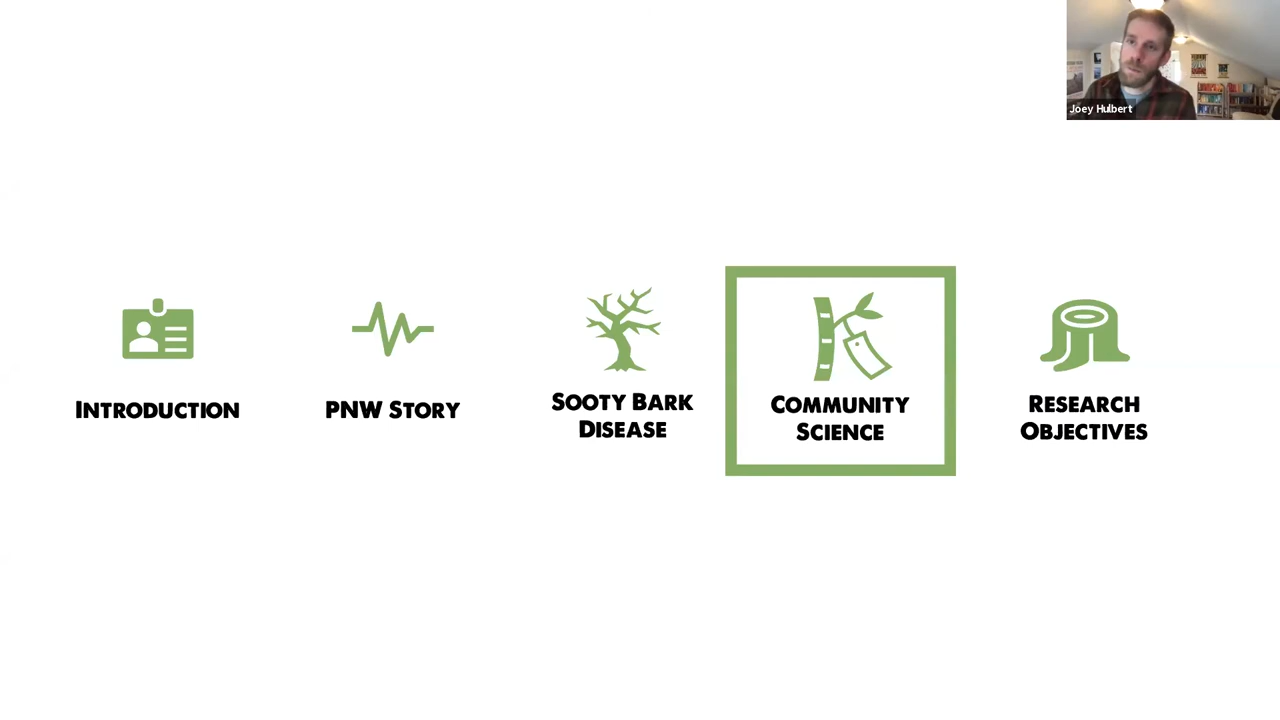 Joey Hulbert
INTRODUCTION
PNW STORY
SOOTY BARK
DISEASE
COMMUNITY
SCIENCE
RESEARCH
OBJECTIVES